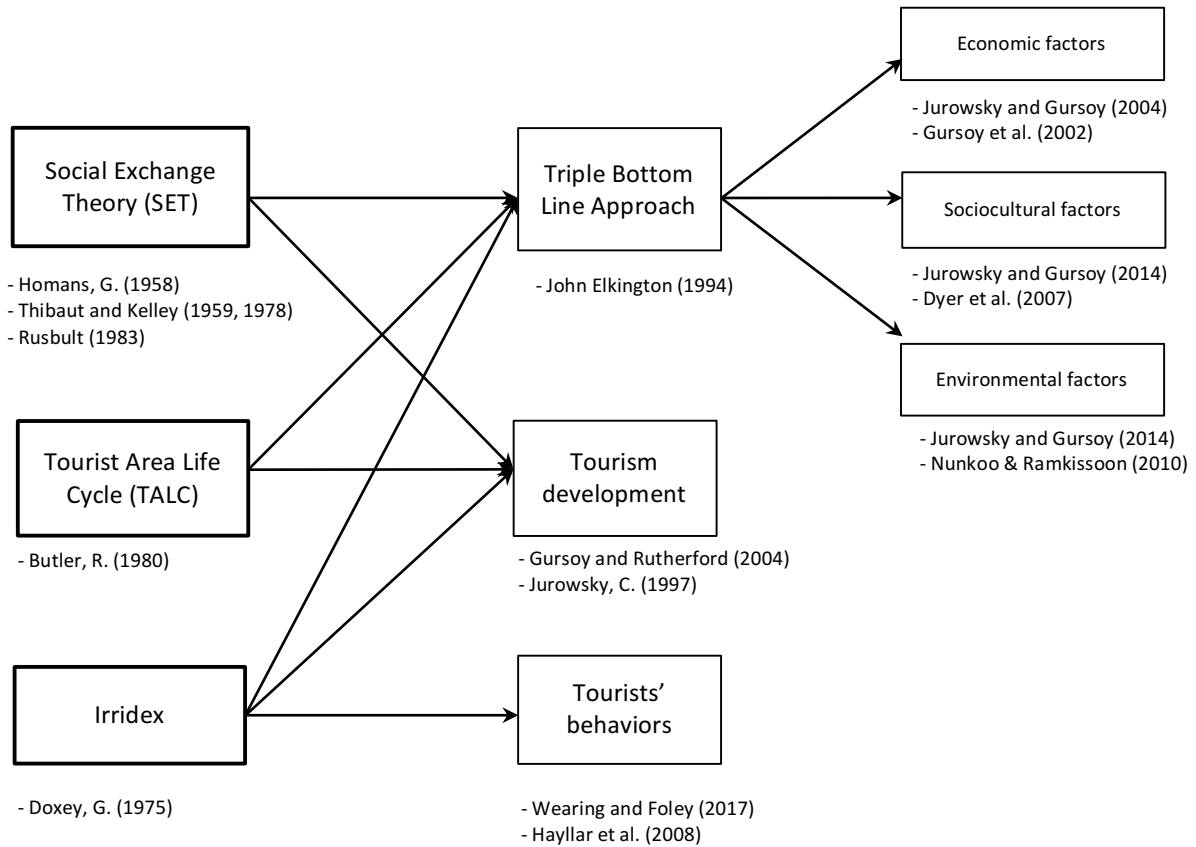 Economic factors
- Jurowsky and Gursoy (2004)
- Gursoy et al. (2002)
Social Exchange
Theory (SET)
- Homans, G. (1958)
- Thibaut and Kelley (1959, 1978)
- Rusbult (1983)
Triple Bottom
Line Approach
- John Elkington (1994)
Sociocultural factors
- Jurowsky and Gursoy (2014)
- Dyer et al. (2007)
Environmental factors
- Jurowsky and Gursoy (2014)
- Nunkoo & Ramkissoon (2010)
Tourist Area Life
Cycle (TALC)
- Butler, R. (1980)
Tourism
development
- Gursoy and Rutherford (2004)
- Jurowsky, C. (1997)
Irridex
- Doxey, G. (1975)
Tourists’
behaviors
- Wearing and Foley (2017)
- Hayllar et al. (2008)